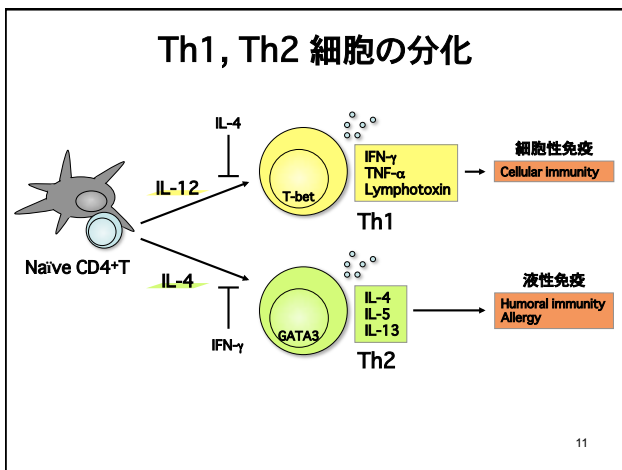 Th1, Th2 細胞の分化
IL-4
IL-12
T-bet
IFN-γ
TNF-α
Lymphotoxin
Th1
細胞性免疫
Cellular immunity
Naïve CD4⁺T
IL-4
IFN-γ
GATA3
IL-4
IL-5
IL-13
Th2
液性免疫
Humoral immunity
Allergy
11